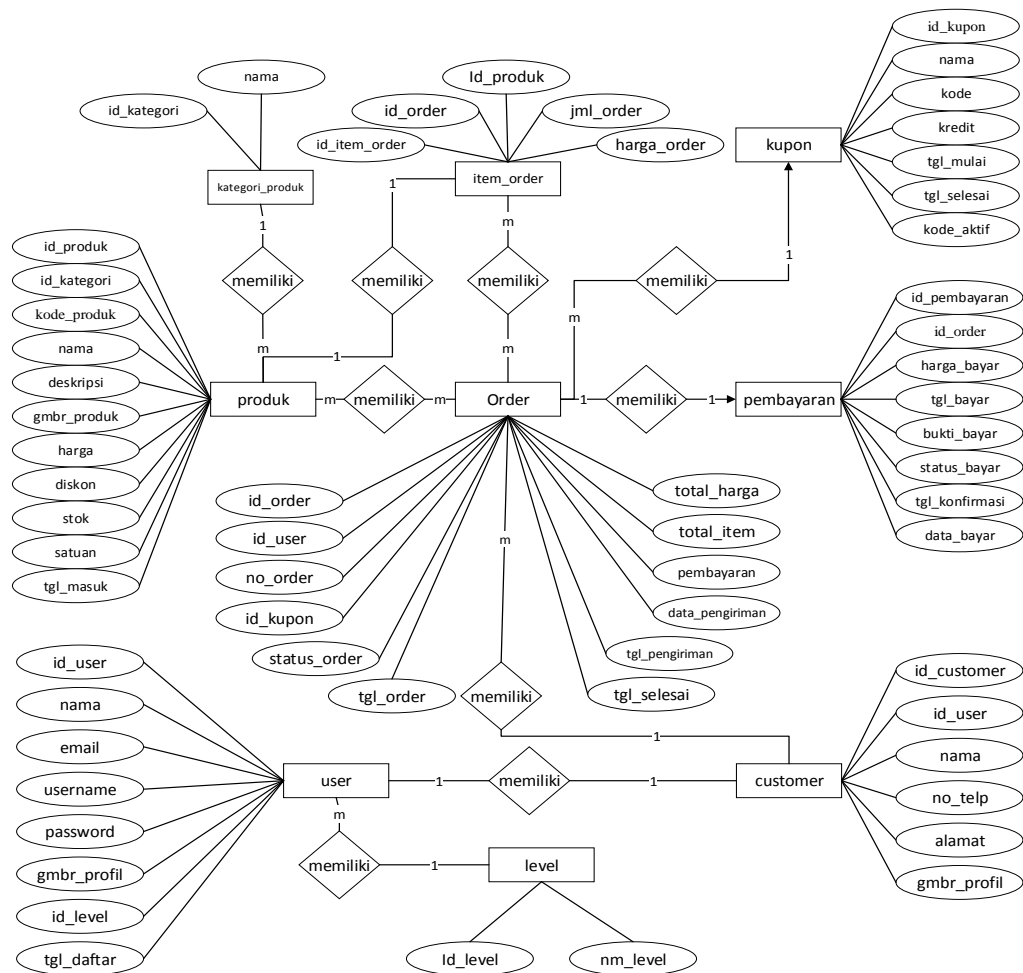 id_kupon
nama
kode
kredit
tgl_mulai
tgl_selesai
kode_aktif
kupon
nama
id_kategori
kategori_produk
Id_produk
id_order
jml_order
id_item_order
harga_order
item_order
1
1
m
1
memiliki
memiliki
memiliki
memiliki
m
m
1
m
id_produk
id_kategori
kode_produk
nama
deskripsi
gmbr_produk
harga
diskon
stok
satuan
tgl_masuk
produk
m
memiliki
m
Order
1
memiliki
1
pembayaran
id_pembayaran
id_order
harga_bayar
tgl_bayar
bukti_bayar
status_bayar
tgl_konfirmasi
data_bayar
id_order
id_user
no_order
id_kupon
status_order
tgl_order
total_harga
total_item
pembayaran
data_pengiriman
tgl_pengiriman
tgl_selesai
m
memiliki
1
id_user
nama
email
username
password
gmbr_profil
id_level
tgl_daftar
user
1
memiliki
1
customer
id_customer
id_user
nama
no_telp
alamat
gmbr_profil
m
memiliki
1
level
Id_level
nm_level